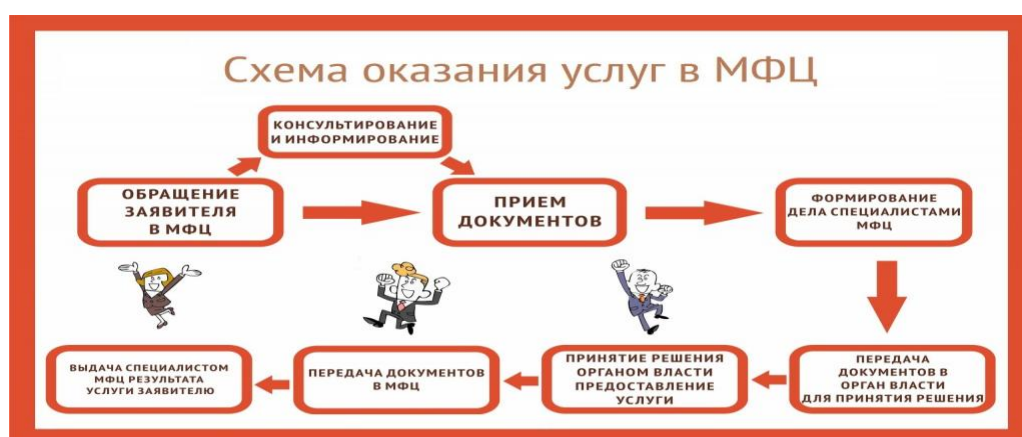 Схема оказания услуг в МФЦ
КОНСУЛЬТИРОВАНИЕ
И ИНФОРМИРОВАНИЕ
ОБРАЩЕНИЕ
ЗАЯВИТЕЛЯ
В МФЦ
ПРИЕМ
ДОКУМЕНТОВ
ФОРМИРОВАНИЕ
ДЕЛА СПЕЦИАЛИСТАМИ
МФЦ
ПЕРЕДАЧА
ДОКУМЕНТОВ В
ОРГАН ВЛАСТИ
ДЛЯ ПРИНЯТИЯ РЕШЕНИЯ
ПРИНЯТИЕ РЕШЕНИЯ
ОРГАНОМ ВЛАСТИ
ПРЕДОСТАВЛЕНИЕ
УСЛУГИ
ПЕРЕДАЧА ДОКУМЕНТОВ
В МФЦ
ВЫДАЧА СПЕЦИАЛИСТОМ
МФЦ РЕЗУЛЬТАТА
УСЛУГИ ЗАЯВИТЕЛЮ